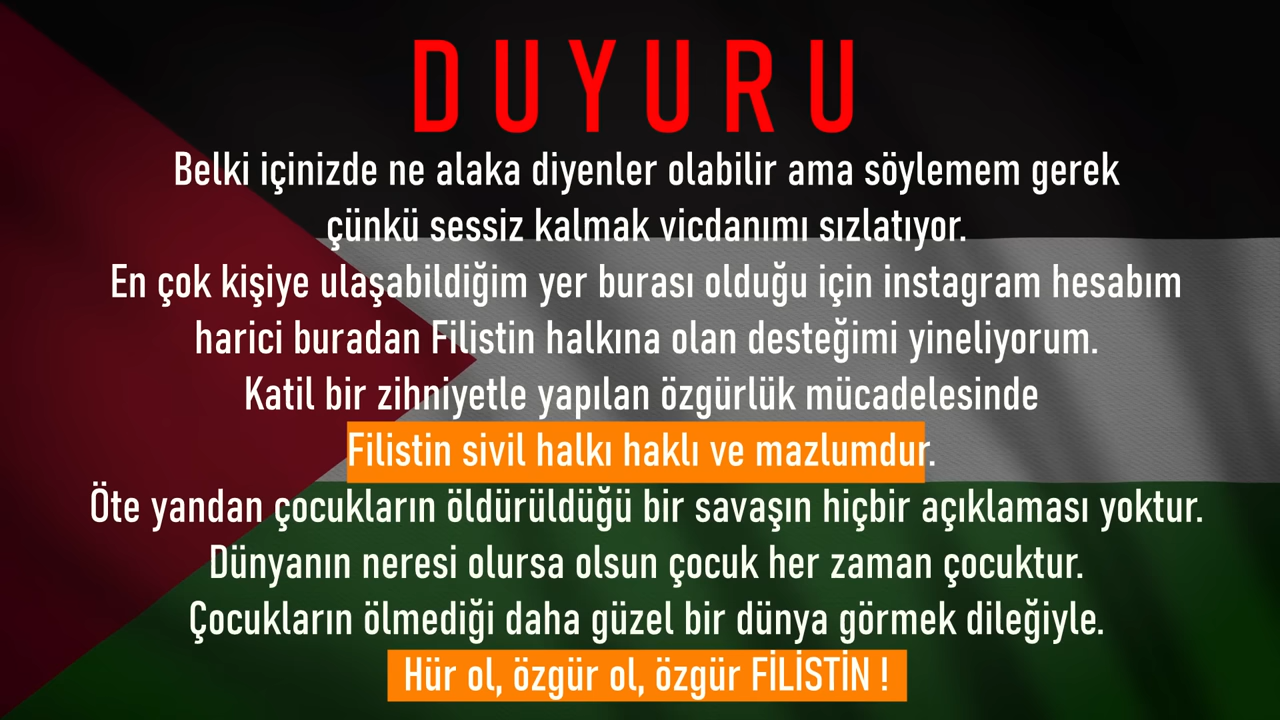 DUYURU
Belki içinizde ne alaka diyenler olabilir ama söylemem gerek
çünkü sessiz kalmak vicdanımı sızlatıyor.
En çok kişiye ulaşabildiğim yer burası olduğu için instagram hesabım
harici buradan Filistin halkına olan desteğimi yineliyorum.
Katil bir zihniyetle yapılan özgürlük mücadelesinde
Filistin sivil halkı haklı ve mazlumdur.
Öte yandan çocukların öldürüldüğü bir savaşın hiçbir açıklaması yoktur.
Dünyanın neresi olursa olsun çocuk her zaman çocuktur.
Çocukların ölmediği daha güzel bir dünya görmek dileğiyle.
Hür ol, özgür ol, özgür FİLİSTİN !